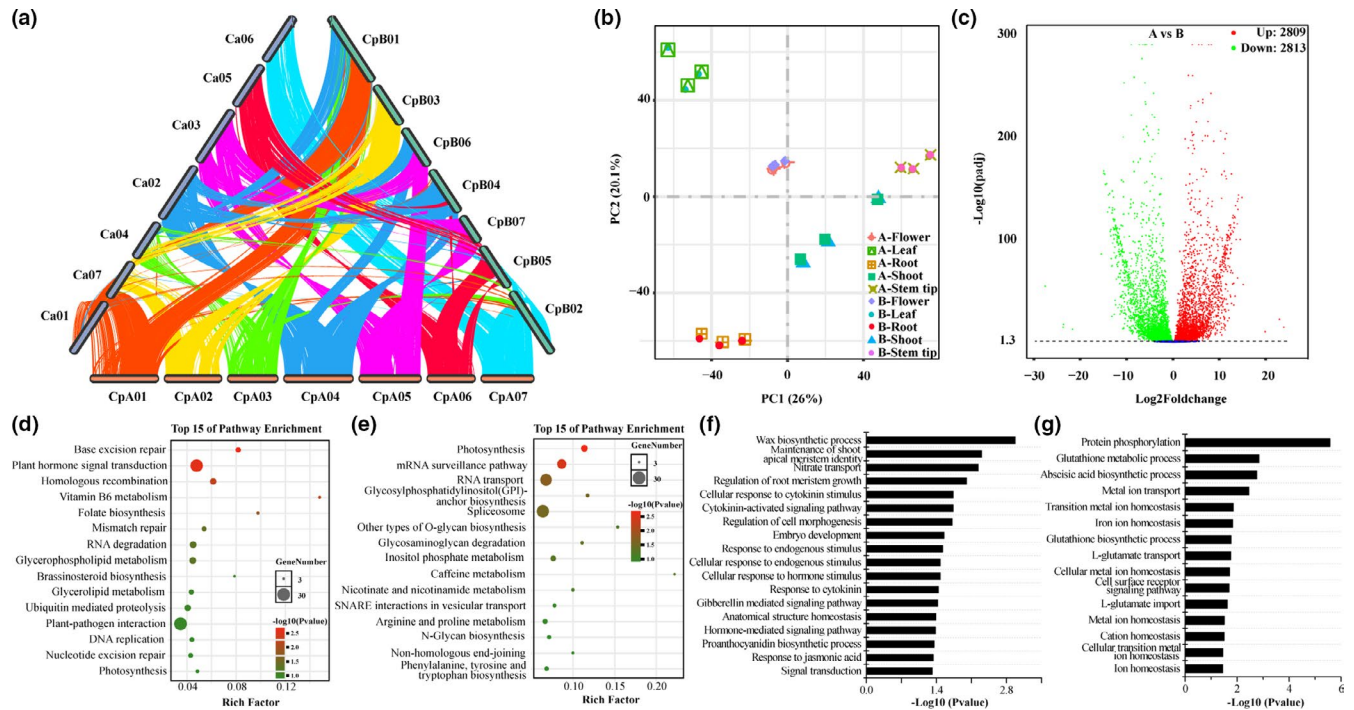 (a)
Ca06
Ca05
Ca03
Ca02
Ca04
Ca07
Ca01
CpB01
CpB03
CpB06
CpB04
CpB07
CpB05
CpB02
CpA01 CpA02 CpA03 CpA04 CpA05 CpA06 CpA07
(b)
PC2 (20.1%)
40
0
−40
−40 0 40
PC1 (26%)
A-Flower
A-Leaf
A-Root
A-Shoot
A-Stem tip
B-Flower
B-Leaf
B-Root
B-Shoot
B-Stem tip
(c)
A vs B
Up: 2809
Down: 2813
-Log10(padj)
300
200
100
1.3
−30 −20 −10 0 10 20
Log2Foldchange
(d)
Top 15 of Pathway Enrichment
Base excision repair
Plant hormone signal transduction
Homologous recombination
Vitamin B6 metabolism
Folate biosynthesis
Mismatch repair
RNA degradation
Glycerophospholipid metabolism
Brassinosteroid biosynthesis
Glycerolipid metabolism
Ubiquitin mediated proteolysis
Plant-pathogen interaction
DNA replication
Nucleotide excision repair
Photosynthesis
GeneNumber
3
30
-log10(Pvalue)
2.5
2.0
1.5
1.0
0.04 0.08 0.12
Rich Factor
(e)
Top 15 of Pathway Enrichment
Photosynthesis
mRNA surveillance pathway
RNA transport
Glycosylphosphatidylinositol(GPI)-
anchor biosynthesis
Spliceosome
Other types of O-glycan biosynthesis
Glycosaminoglycan degradation
Inositol phosphate metabolism
Caffeine metabolism
Nicotinate and nicotinamide metabolism
SNARE interactions in vesicular transport
Arginine and proline metabolism
N-Glycan biosynthesis
Non-homologous end-joining
Phenylalanine, tyrosine and
tryptophan biosynthesis
GeneNumber
3
30
-log10(Pvalue)
2.5
2.0
1.5
1.0
0.10 0.15 0.20
Rich Factor
(f)
Wax biosynthetic process
Maintenance of shoot
apical meristem identity
Nitrate transport
Regulation of root meristem growth
Cellular response to cytokinin stimulus
Cytokinin-activated signaling pathway
Regulation of cell morphogenesis
Embryo development
Response to endogenous stimulus
Cellular response to endogenous stimulus
Cellular response to hormone stimulus
Response to cytokinin
Gibberellin mediated signaling pathway
Anatomical structure homeostasis
Hormone-mediated signaling pathway
Proanthocyanidin biosynthetic process
Response to jasmonic acid
Signal transduction
0.0 1.4 2.8
-Log10 (Pvalue)
(g)
Protein phosphorylation
Glutathione metabolic process
Abscisic acid biosynthetic process
Metal ion transport
Transition metal ion homeostasis
Iron ion homeostasis
Glutathione biosynthetic process
L-glutamate transport
Cellular metal ion homeostasis
Cell surface receptor
signaling pathway
L-glutamate import
Metal ion homeostasis
Cation homeostasis
Cellular transition metal
ion homeostasis
Ion homeostasis
0 2 4 6
-Log10 (Pvalue)